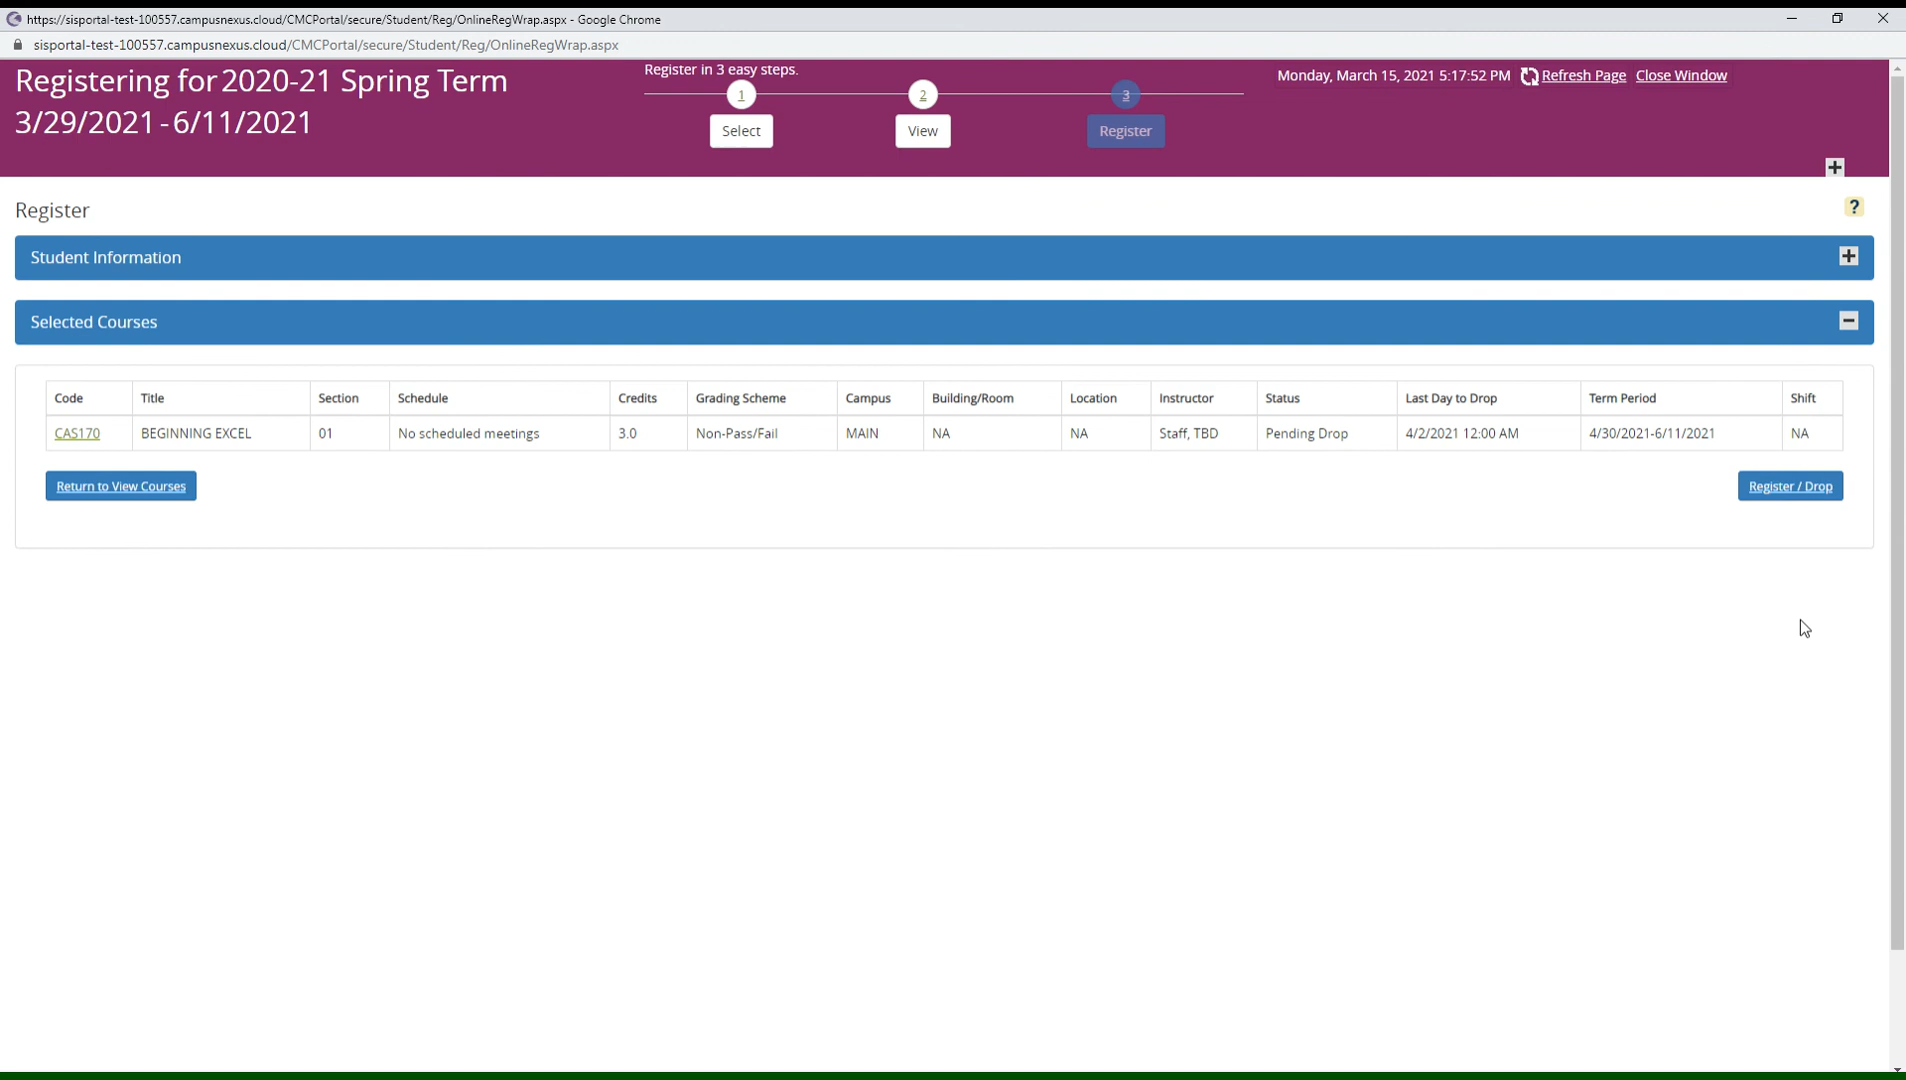 https://sisportal-test-100557.campusnexus.cloud/CMCPortal/secure/Student/Reg/OnlineRegWrap.aspx - Google Chrome
sisportal-test-100557.campusnexus.cloud/CMCPortal/secure/Student/Reg/OnlineRegWrap.aspx
Registering for 2020-21 Spring Term
3/29/2021 - 6/11/2021
Register in 3 easy steps.
1 2 3
Select View Register
Monday, March 15, 2021 5:17:52 PM Refresh Page Close Window
+
Register ?
Student Information +
Selected Courses −
Code Title Section Schedule Credits Grading Scheme Campus Building/Room Location Instructor Status Last Day to Drop Term Period Shift
CAS170 BEGINNING EXCEL 01 No scheduled meetings 3.0 Non-Pass/Fail MAIN NA NA Staff, TBD Pending Drop 4/2/2021 12:00 AM 4/30/2021-6/11/2021 NA
Return to View Courses Register / Drop